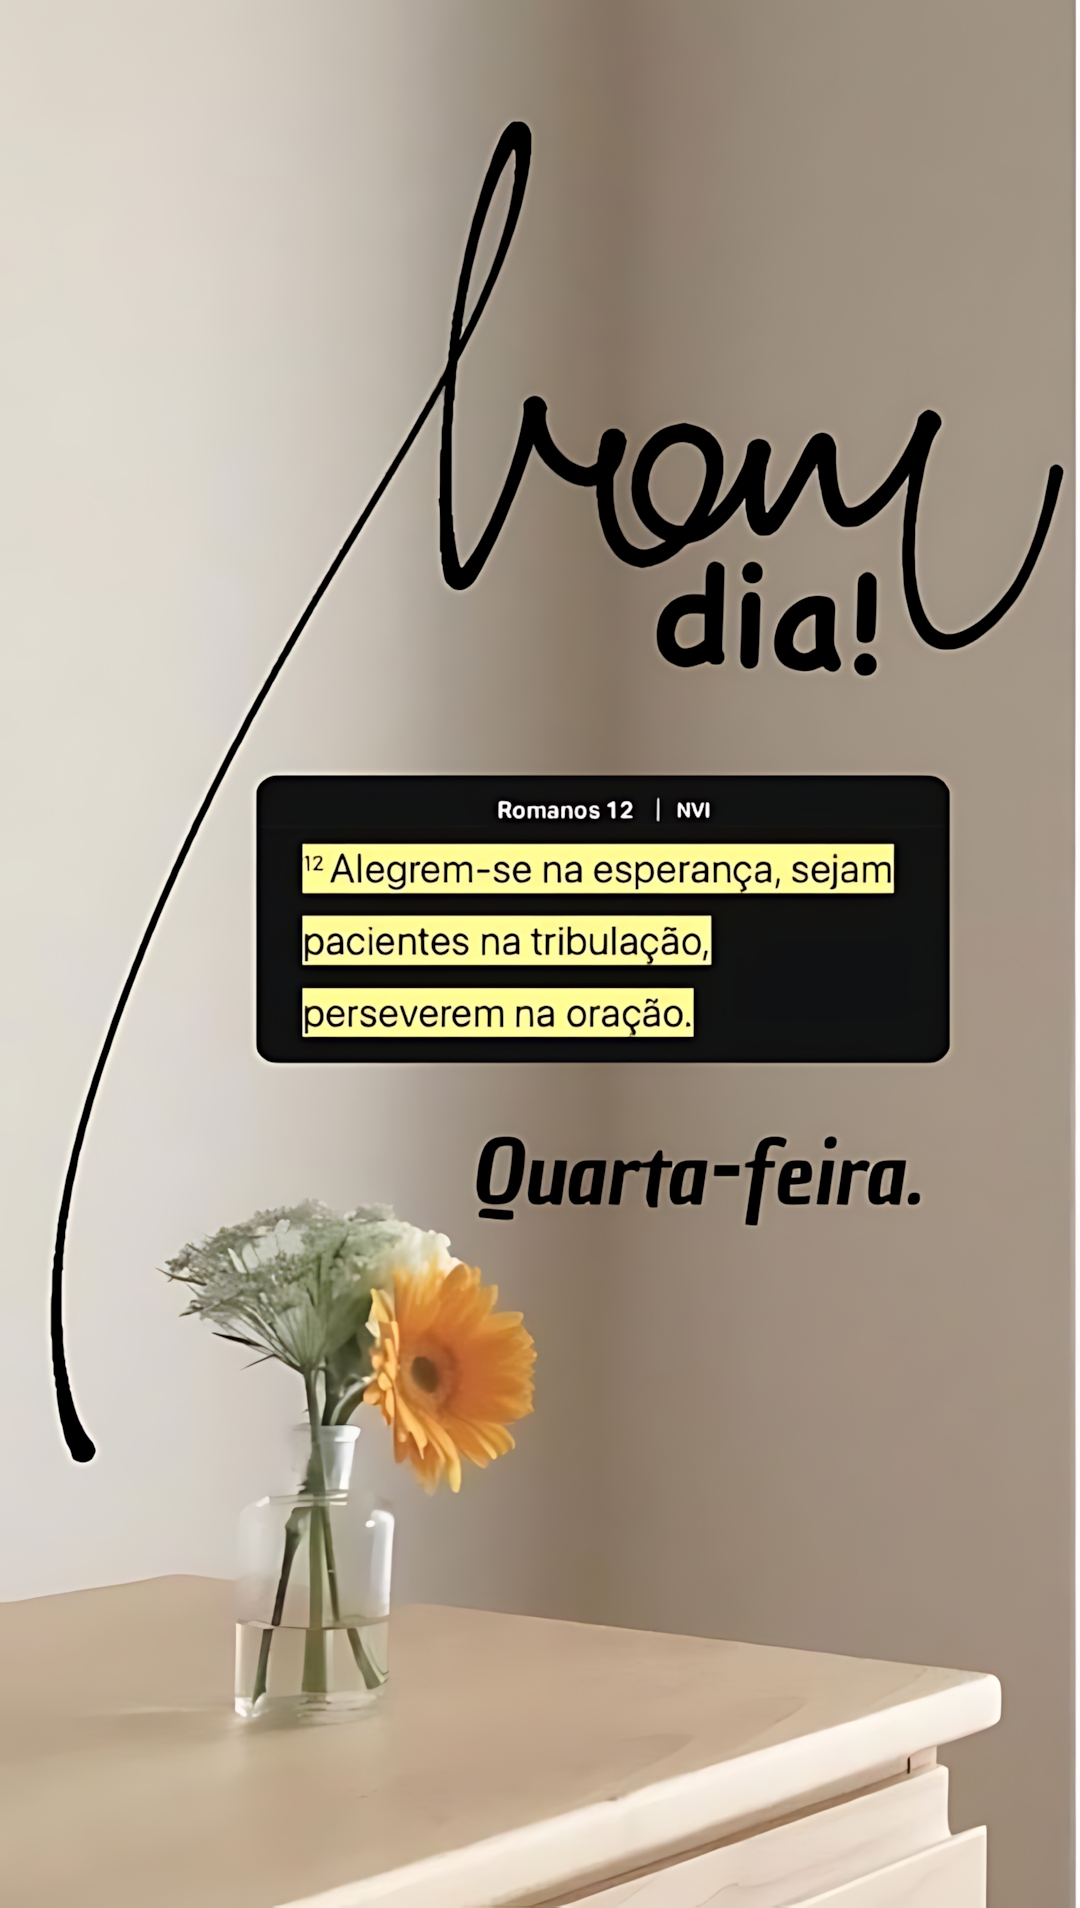 bom
dia!
Romanos 12 | NVI
12 Alegrem-se na esperança, sejam
pacientes na tribulação,
perseverem na oração.
Quarta-feira.